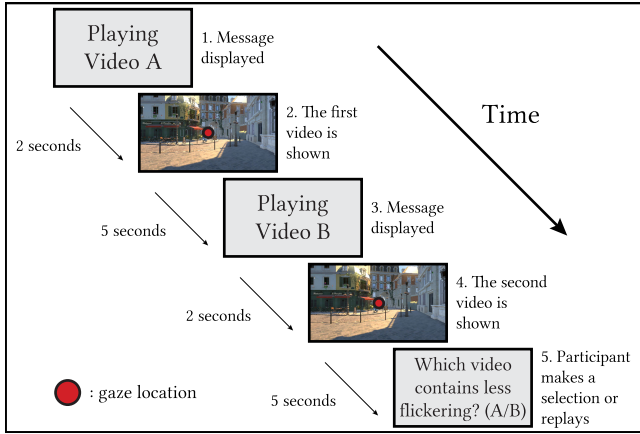 Playing
Video A
1. Message
displayed
2 seconds
2. The first
video is
shown
Time
5 seconds
Playing
Video B
3. Message
displayed
2 seconds
4. The second
video is
shown
5 seconds
Which video
contains less
flickering? (A/B)
5. Participant
makes a
selection or
replays
: gaze location